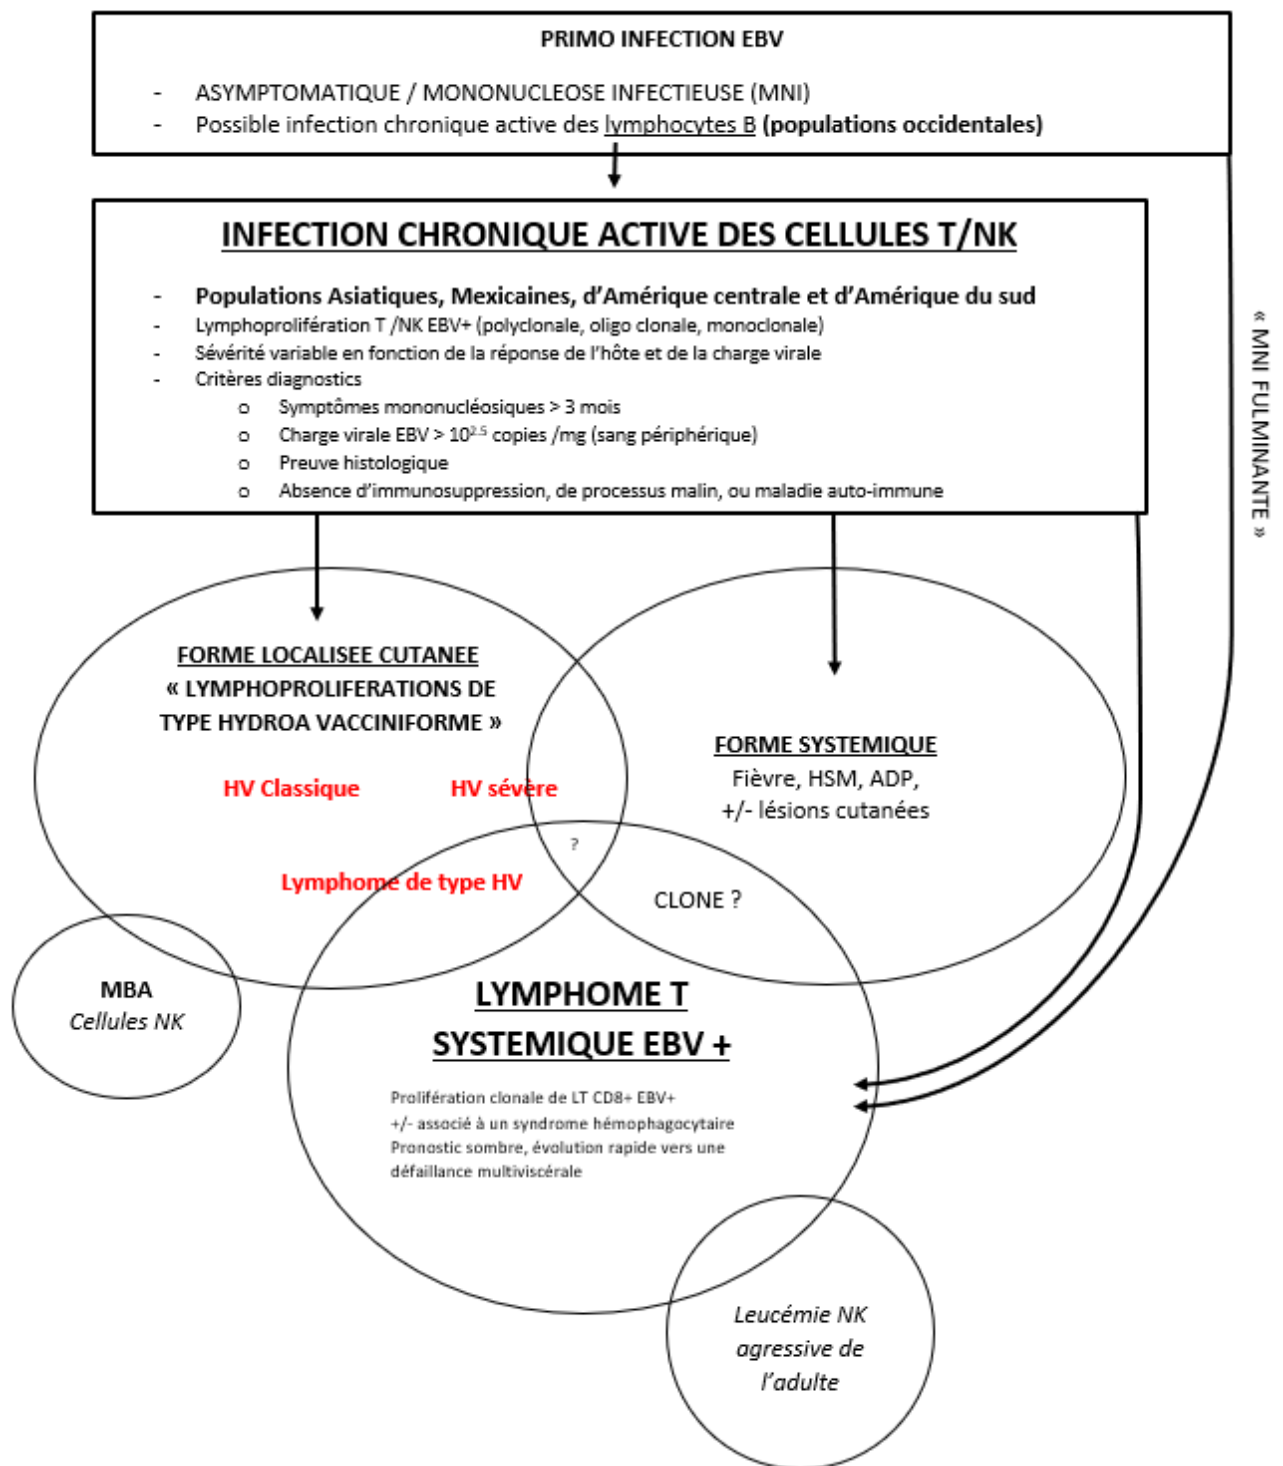 PRIMO INFECTION EBV
- ASYMPTOMATIQUE / MONONUCLEOSE INFECTIEUSE (MNI)
- Possible infection chronique active des lymphocytes B (populations occidentales)
INFECTION CHRONIQUE ACTIVE DES CELLULES T/NK
- Populations Asiatiques, Mexicaines, d’Amérique centrale et d’Amérique du sud
- Lymphoprolifération T /NK EBV+ (polyclonale, oligo clonale, monoclonale)
- Sévérité variable en fonction de la réponse de l’hôte et de la charge virale
- Critères diagnostics
o Symptômes mononucléosiques > 3 mois
o Charge virale EBV > 10^2.5 copies /mg (sang périphérique)
o Preuve histologique
o Absence d’immunosuppression, de processus malin, ou maladie auto-immune
« MNI FULMINANTE »
FORME LOCALISEE CUTANEE
« LYMPHOPROLIFERATIONS DE
TYPE HYDROA VACCINIFORME »
HV Classique
HV sévère
Lymphome de type HV
FORME SYSTEMIQUE
Fièvre, HSM, ADP,
+/- lésions cutanées
?
CLONE ?
MBA
Cellules NK
LYMPHOME T
SYSTEMIQUE EBV +
Prolifération clonale de LT CD8+ EBV+
+/- associé à un syndrome hémophagocytaire
Pronostic sombre, évolution rapide vers une
défaillance multiviscérale
Leucémie NK
agressive de
l’adulte